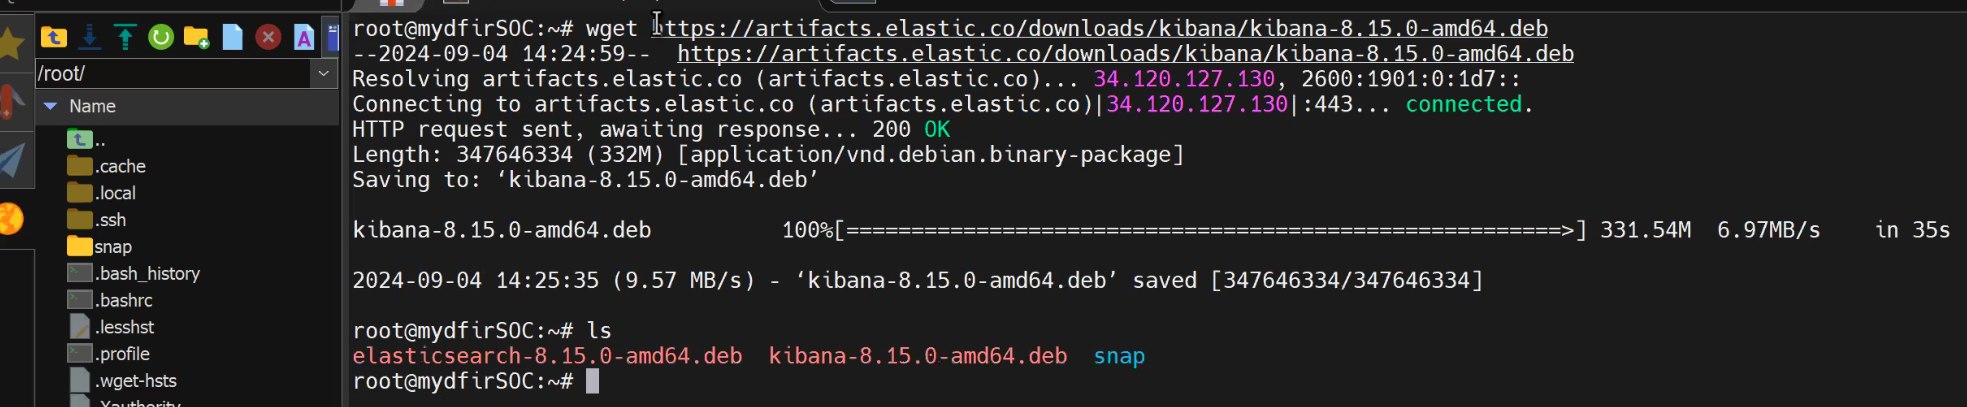 /root/
Name
..
.cache
.local
.ssh
snap
.bash_history
.bashrc
.lesshst
.profile
.wget-hsts
.Xauthority
root@mydfirSOC:~# wget https://artifacts.elastic.co/downloads/kibana/kibana-8.15.0-amd64.deb
--2024-09-04 14:24:59--  https://artifacts.elastic.co/downloads/kibana/kibana-8.15.0-amd64.deb
Resolving artifacts.elastic.co (artifacts.elastic.co)... 34.120.127.130, 2600:1901:0:1d7::
Connecting to artifacts.elastic.co (artifacts.elastic.co)|34.120.127.130|:443... connected.
HTTP request sent, awaiting response... 200 OK
Length: 347646334 (332M) [application/vnd.debian.binary-package]
Saving to: ‘kibana-8.15.0-amd64.deb’
kibana-8.15.0-amd64.deb 100%[=======================================================>] 331.54M 6.97MB/s in 35s
2024-09-04 14:25:35 (9.57 MB/s) - ‘kibana-8.15.0-amd64.deb’ saved [347646334/347646334]
root@mydfirSOC:~# ls
elasticsearch-8.15.0-amd64.deb  kibana-8.15.0-amd64.deb  snap
root@mydfirSOC:~#